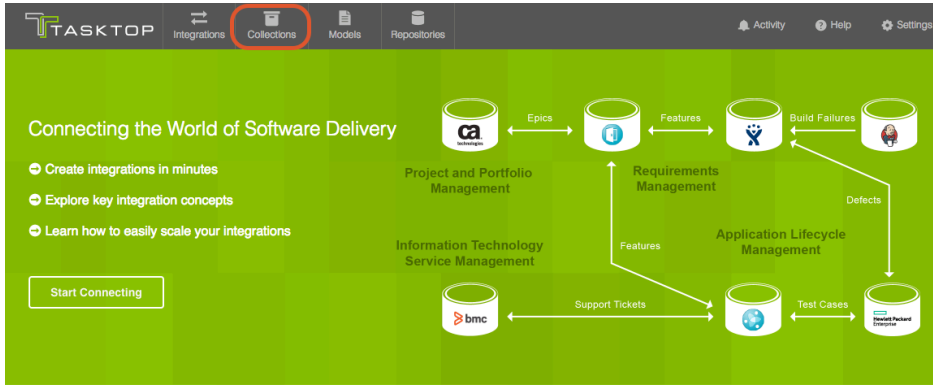 TASKTOP
Integrations
Collections
Models
Repositories
Activity
Help
Settings
Connecting the World of Software Delivery
Create integrations in minutes
Explore key integration concepts
Learn how to easily scale your integrations
Start Connecting
ca
technologies
Epics
Features
Build Failures
Project and Portfolio
Management
Requirements
Management
Defects
Information Technology
Service Management
Features
Application Lifecycle
Management
bmc
Support Tickets
Test Cases
Hewlett Packard
Enterprise